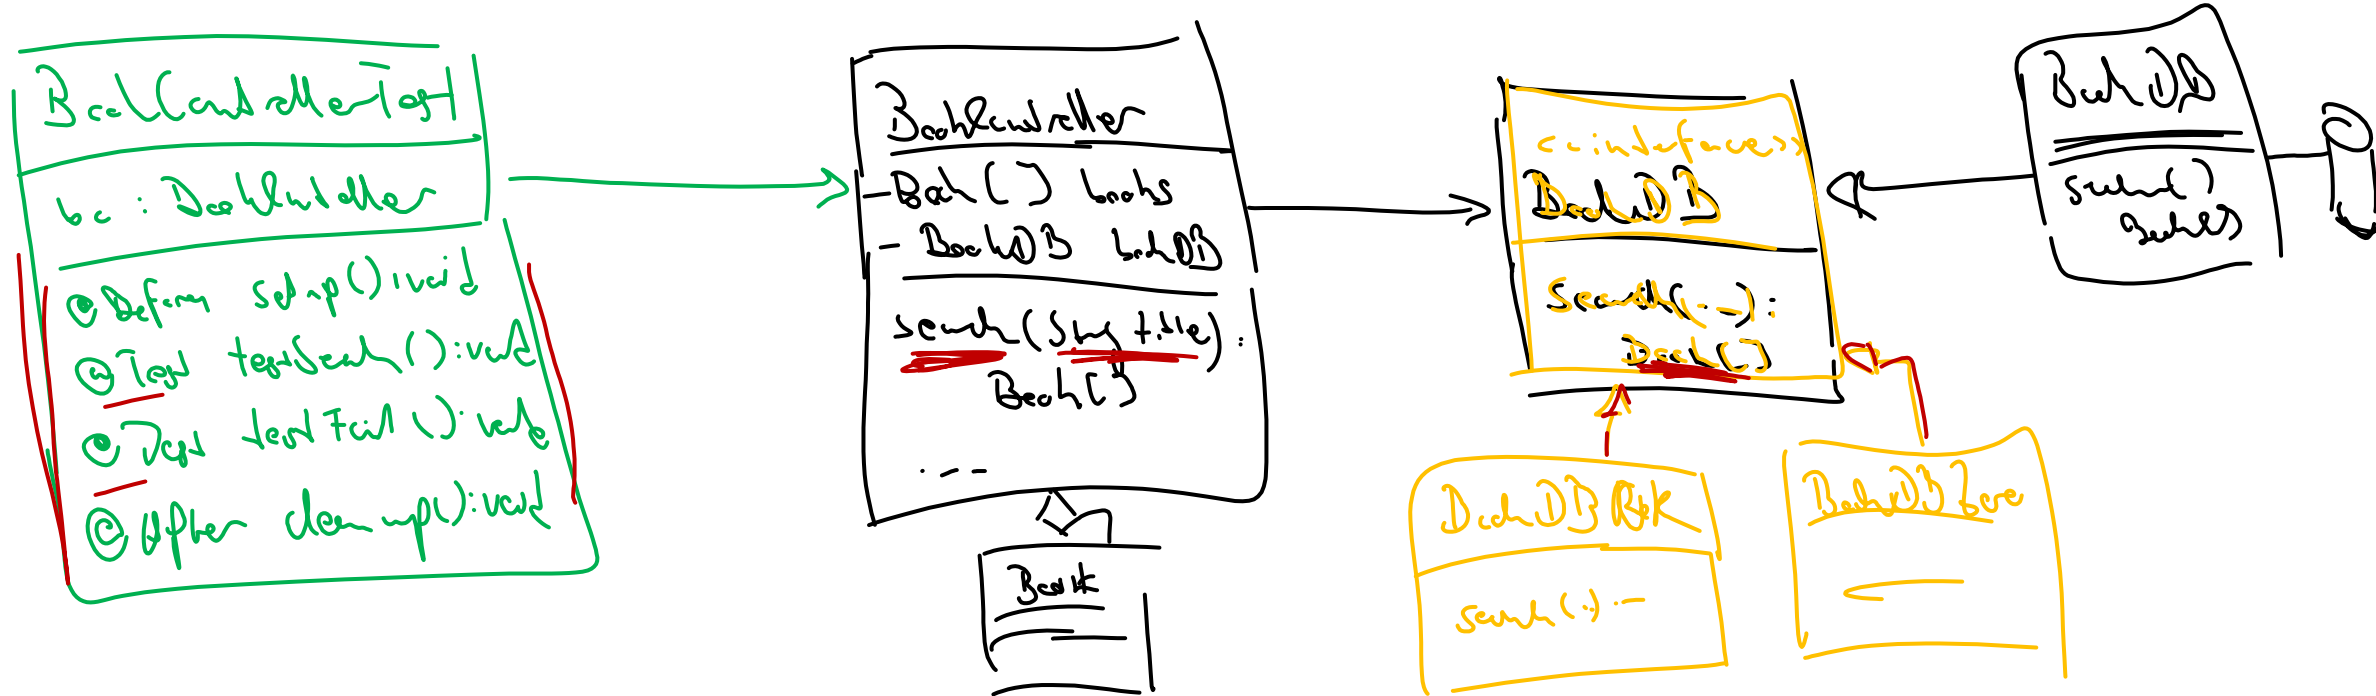 BookControllerTest
bc : BookController
@Before setup() : void
@Test testSearch() : void
@Test testFail() : void
@After cleanup() : void
BookController
- Book [] books
- BookDB bookDB
search(String title) :
Book[]
. - -
Book
<<interface>>
BookDB
search(...) :
Book[]
BookDB
search()
BookDBMock
search(..) : --